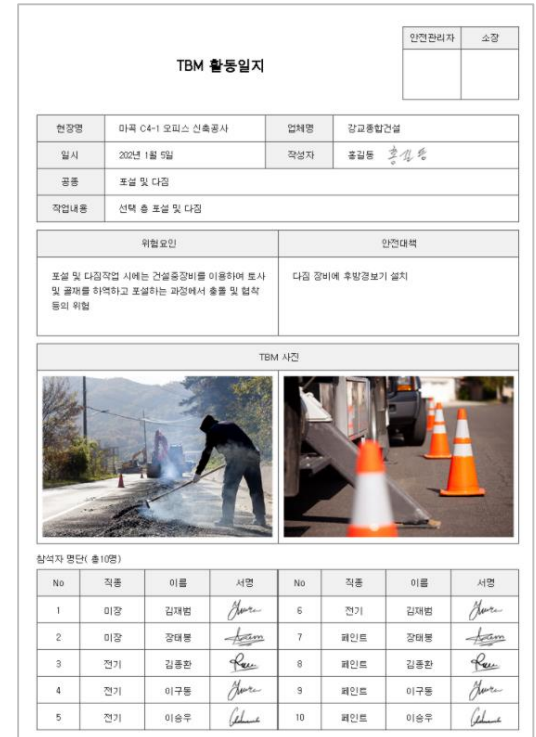 안전관리자 소장
TBM 활동일지
현장명 마곡 C4-1 오피스 신축공사 업체명 강교종합건설
일시 202년 1월 5일 작성자 홍길동 홍길동
공종 포설 및 다짐
작업내용 선택 층 포설 및 다짐
위험요인 안전대책
포설 및 다짐작업 시에는 건설중장비를 이용하여 토사 다짐 장비에 후방경보기 설치
및 골재를 하역하고 포설하는 과정에서 충돌 및 협착
등의 위험
TBM 사진
참석자 명단( 총10명)
No 직종 이름 서명 No 직종 이름 서명
1 미장 김재범 6 전기 김재범
2 미장 장태봉 7 페인트 장태봉
3 전기 김종환 8 페인트 김종환
4 전기 이구동 9 페인트 이구동
5 전기 이승우 10 페인트 이승우